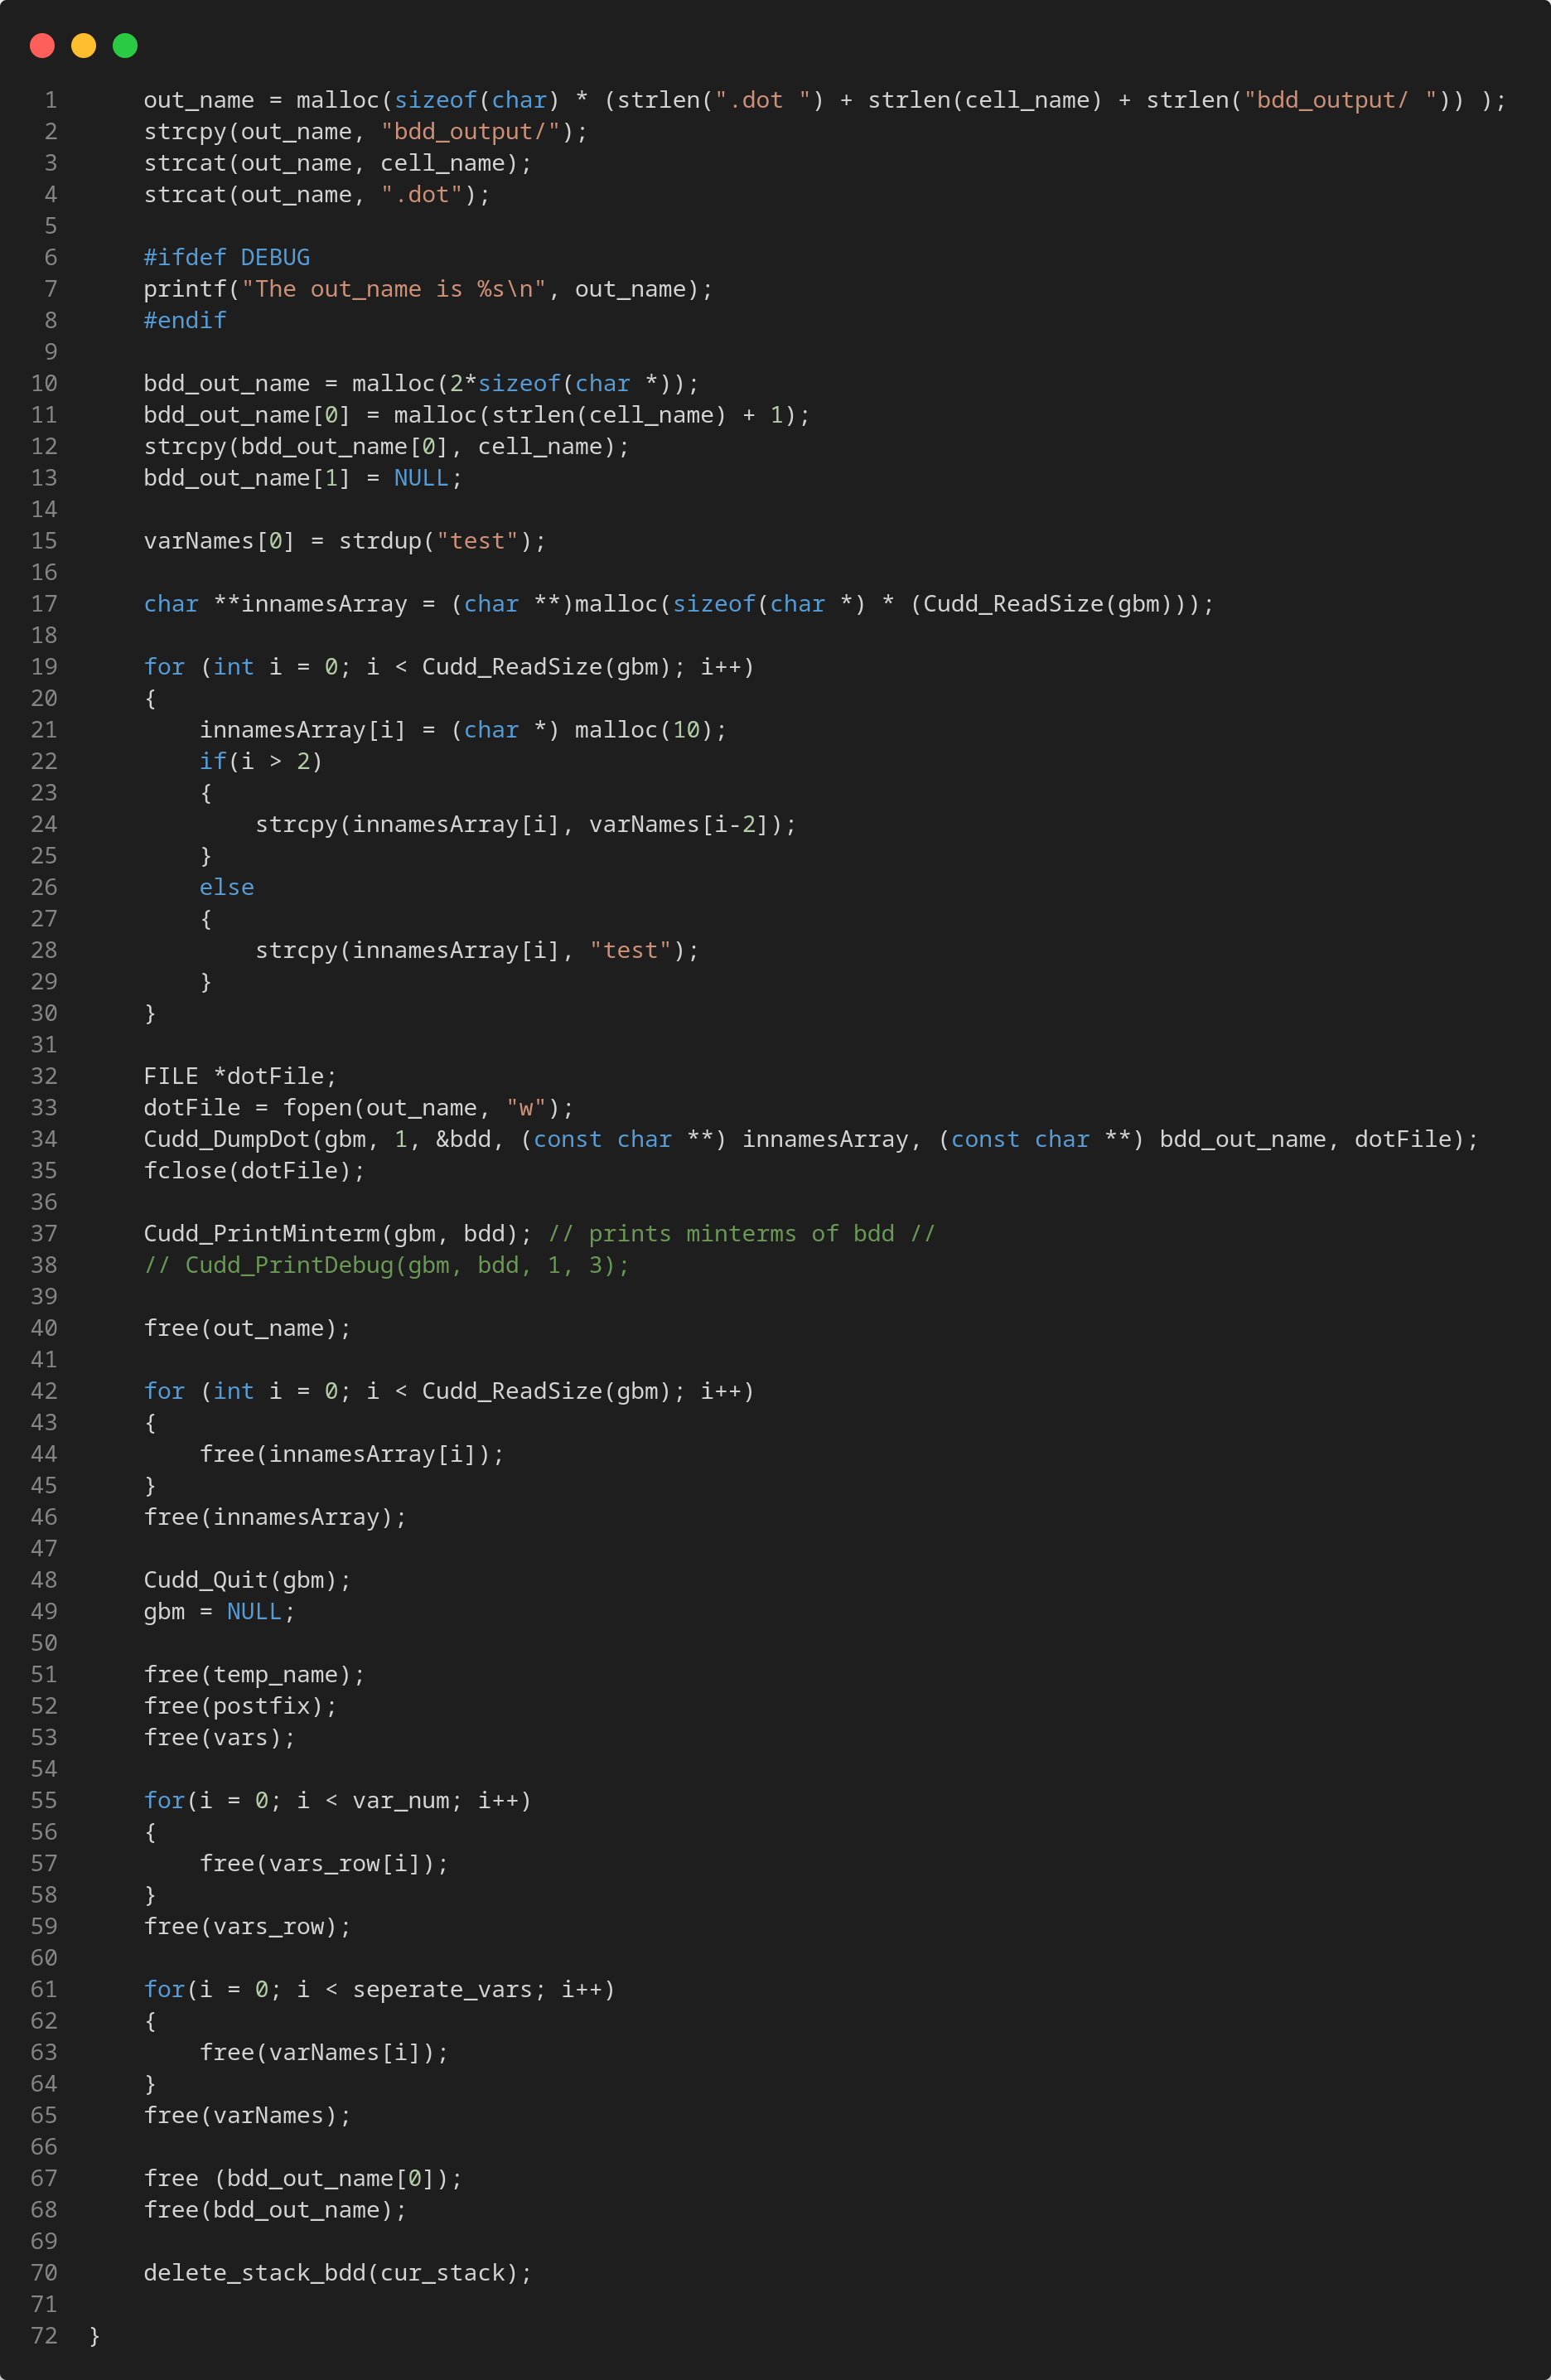 1 out_name = malloc(sizeof(char) * (strlen(".dot ") + strlen(cell_name) + strlen("bdd_output/ ")) );
2 strcpy(out_name, "bdd_output/");
3 strcat(out_name, cell_name);
4 strcat(out_name, ".dot");
5
6 #ifdef DEBUG
7 printf("The out_name is %s\n", out_name);
8 #endif
9
10 bdd_out_name = malloc(2*sizeof(char *));
11 bdd_out_name[0] = malloc(strlen(cell_name) + 1);
12 strcpy(bdd_out_name[0], cell_name);
13 bdd_out_name[1] = NULL;
14
15 varNames[0] = strdup("test");
16
17 char **innamesArray = (char **)malloc(sizeof(char *) * (Cudd_ReadSize(gbm)));
18
19 for (int i = 0; i < Cudd_ReadSize(gbm); i++)
20 {
21 innamesArray[i] = (char *) malloc(10);
22 if(i > 2)
23 {
24 strcpy(innamesArray[i], varNames[i-2]);
25 }
26 else
27 {
28 strcpy(innamesArray[i], "test");
29 }
30 }
31
32 FILE *dotFile;
33 dotFile = fopen(out_name, "w");
34 Cudd_DumpDot(gbm, 1, &bdd, (const char **) innamesArray, (const char **) bdd_out_name, dotFile);
35 fclose(dotFile);
36
37 Cudd_PrintMinterm(gbm, bdd); // prints minterms of bdd //
38 // Cudd_PrintDebug(gbm, bdd, 1, 3);
39
40 free(out_name);
41
42 for (int i = 0; i < Cudd_ReadSize(gbm); i++)
43 {
44 free(innamesArray[i]);
45 }
46 free(innamesArray);
47
48 Cudd_Quit(gbm);
49 gbm = NULL;
50
51 free(temp_name);
52 free(postfix);
53 free(vars);
54
55 for(i = 0; i < var_num; i++)
56 {
57 free(vars_row[i]);
58 }
59 free(vars_row);
60
61 for(i = 0; i < seperate_vars; i++)
62 {
63 free(varNames[i]);
64 }
65 free(varNames);
66
67 free (bdd_out_name[0]);
68 free(bdd_out_name);
69
70 delete_stack_bdd(cur_stack);
71
72 }